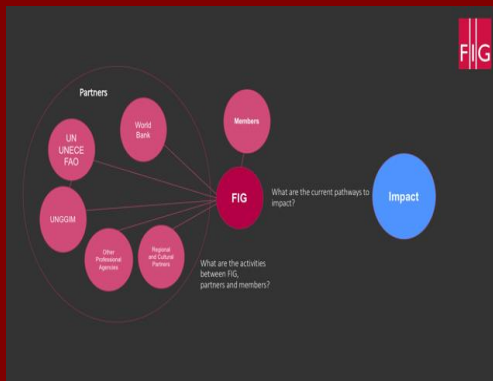 FIG
Partners
World
Bank
Members
UN
UNECE
FAO
UNGGIM
FIG
What are the current pathways to
impact?
Impact
Other
Professional
Agencies
Regional
and Cultural
Partners
What are the activities
between FIG,
partners and members?